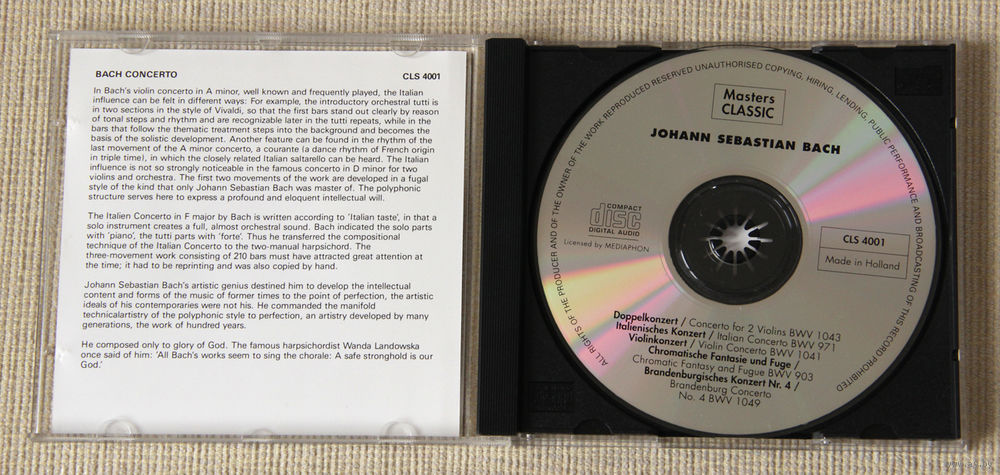 BACH CONCERTO CLS 4001
In Bach's violin concerto in A minor, well known and frequently played, the Italian
influence can be felt in different ways: For example, the introductory orchestral tutti is
in two sections in the style of Vivaldi, so that the first bars stand out clearly by reason
of tonal steps and rhythm and are recognizable later in the tutti repeats, while in the
bars that follow the thematic treatment steps into the background and becomes the
basis of the solistic development. Another feature can be found in the rhythm of the
last movement of the A minor concerto, a courante (a dance rhythm of French origin
in triple time), in which the closely related Italian saltarello can be heard. The Italian
influence is not so strongly noticeable in the famous concerto in D minor for two
violins and orchestra. The first two movements of the work are developed in a fugal
style of the kind that only Johann Sebastian Bach was master of. The polyphonic
structure serves here to express a profound and eloquent intellectual will.
The Italien Concerto in F major by Bach is written according to 'Italian taste', in that a
solo instrument creates a full, almost orchestral sound. Bach indicated the solo parts
with 'piano', the tutti parts with 'forte'. Thus he transferred the compositional
technique of the Italian Concerto to the two-manual harpsichord. The
three-movement work consisting of 210 bars must have attracted great attention at
the time; it had to be reprinting and was also copied by hand.
Johann Sebastian Bach's artistic genius destined him to develop the intellectual
content and forms of the music of former times to the point of perfection, the artistic
ideals of his contemporaries were not his. He commanded the manifold
technicalartistry of the polyphonic style to perfection, an artistry developed by many
generations, the work of hundred years.
He composed only to glory of God. The famous harpsichordist Wanda Landowska
once said of him: 'All Bach's works seem to sing the chorale: A safe stronghold is our
God.'
ALL RIGHTS OF THE PRODUCER AND OF THE OWNER OF THE WORK REPRODUCED RESERVED UNAUTHORISED COPYING, HIRING, LENDING, PUBLIC PERFORMANCE AND BROADCASTING OF THIS RECORD PROHIBITED
Masters
CLASSIC
JOHANN SEBASTIAN BACH
COMPACT
disc
DIGITAL AUDIO
Licensed by MEDIAPHON
CLS 4001
Made in Holland
Doppelkonzert / Concerto for 2 Violins BWV 1043
Italienisches Konzert / Italian Concerto BWV 971
Violinkonzert / Violin Concerto BWV 1041
Chromatische Fantasie und Fuge /
Chromatic Fantasy and Fugue BWV 903
Brandenburgisches Konzert Nr. 4 /
Brandenburg Concerto
No. 4 BWV 1049